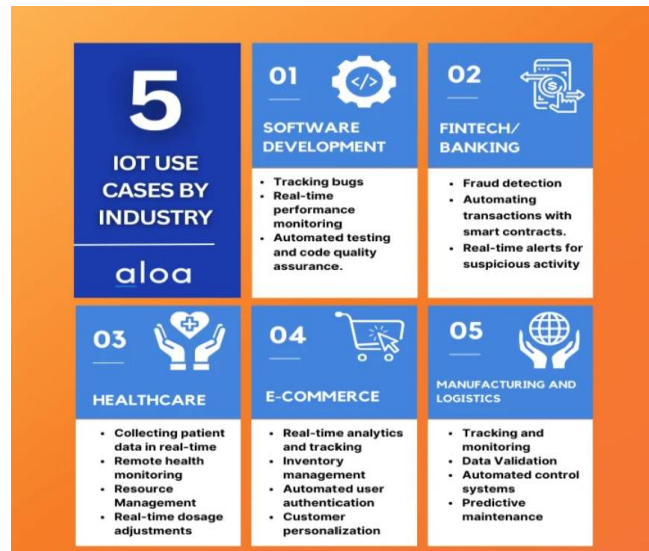 5
IOT USE
CASES BY
INDUSTRY
aloa
01
</>
SOFTWARE
DEVELOPMENT
• Tracking bugs
• Real-time
performance
monitoring
• Automated testing
and code quality
assurance.
02
$
FINTECH/
BANKING
• Fraud detection
• Automating
transactions with
smart contracts.
• Real-time alerts for
suspicious activity
03
HEALTHCARE
• Collecting patient
data in real-time
• Remote health
monitoring
• Resource
Management
• Real-time dosage
adjustments
04
E-COMMERCE
• Real-time analytics
and tracking
• Inventory
management
• Automated user
authentication
• Customer
personalization
05
MANUFACTURING AND
LOGISTICS
• Tracking and
monitoring
• Data Validation
• Automated control
systems
• Predictive
maintenance